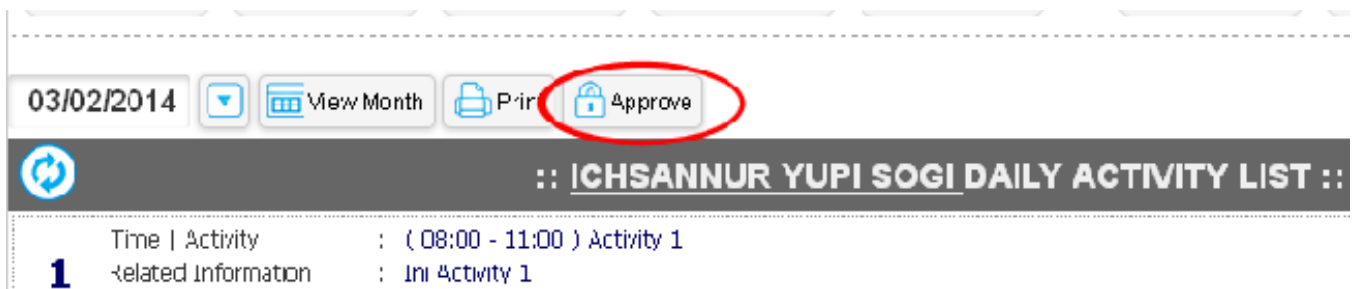 03/02/2014 View Month Print Approve
:: ICHSANNUR YUPI SOGI DAILY ACTIVITY LIST ::
Time | Activity : ( 08:00 - 11:00 ) Activity 1
1
Related Information : Ini Activity 1